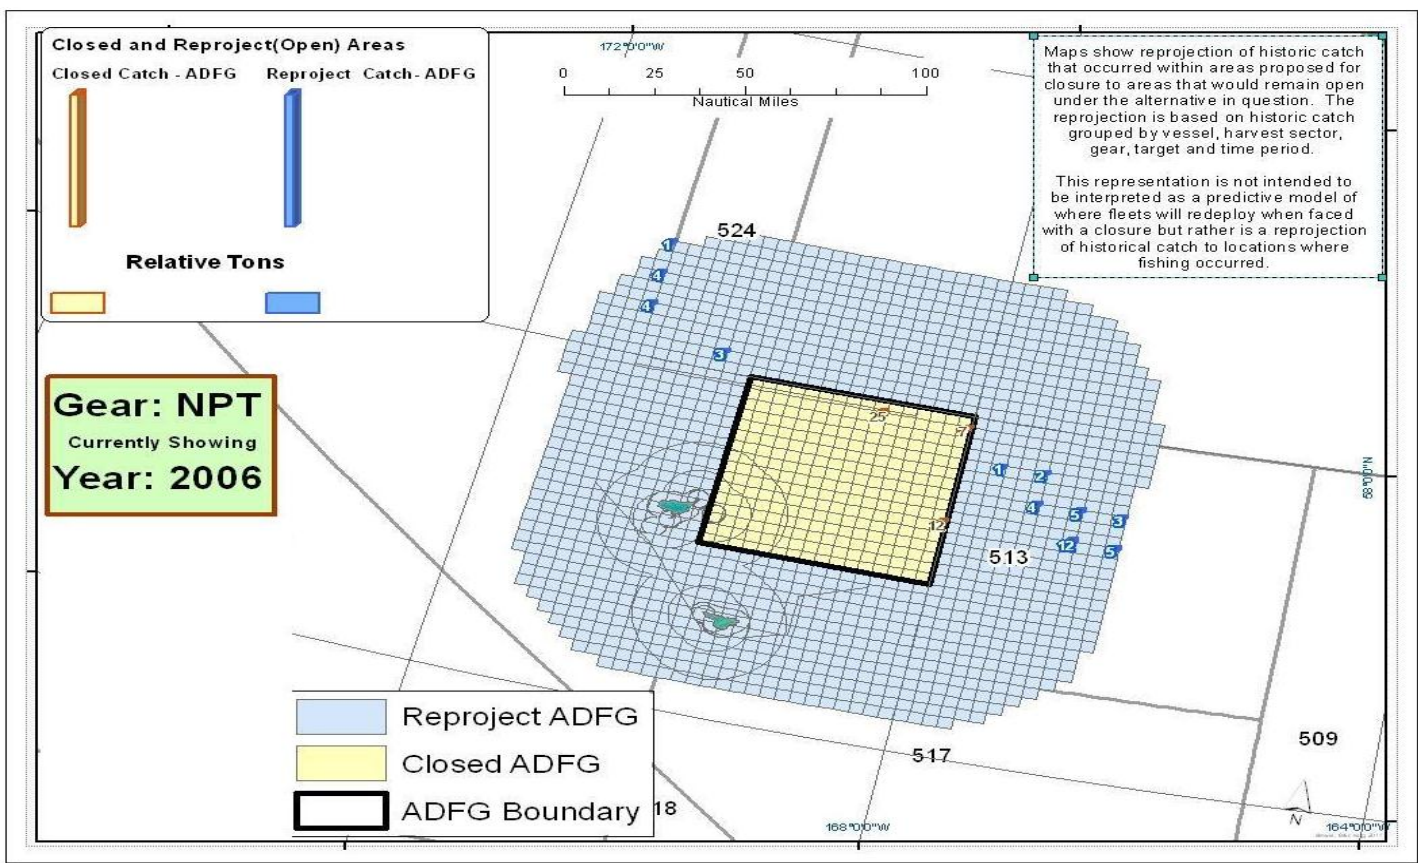 Closed and Reproject(Open) Areas
Closed Catch - ADFG
Reproject Catch- ADFG
Relative Tons
Gear: NPT
Currently Showing
Year: 2006
172°0'0"W
0 25 50 100
Nautical Miles
Maps show reprojection of historic catch
that occurred within areas proposed for
closure to areas that would remain open
under the alternative in question. The
reprojection is based on historic catch
grouped by vessel, harvest sector,
gear, target and time period.
This representation is not intended to
be interpreted as a predictive model of
where fleets will redeploy when faced
with a closure but rather is a reprojection
of historical catch to locations where
fishing occurred.
524
1
4
4
3
25
7
1
2
58°0'0"N
4
5
3
12
12
5
513
509
517
18
Reproject ADFG
Closed ADFG
ADFG Boundary
N
168°0'0"W
164°0'0"W